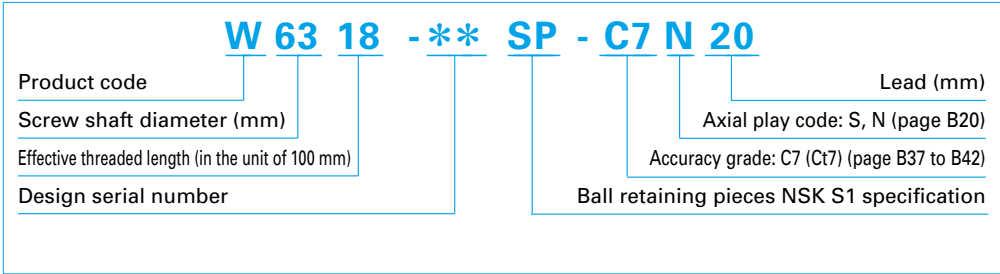 W 63 18 - ** SP - C7 N 20
Product code
Lead (mm)
Screw shaft diameter (mm)
Axial play code: S, N (page B20)
Effective threaded length (in the unit of 100 mm)
Accuracy grade: C7 (Ct7) (page B37 to B42)
Design serial number
Ball retaining pieces NSK S1 specification